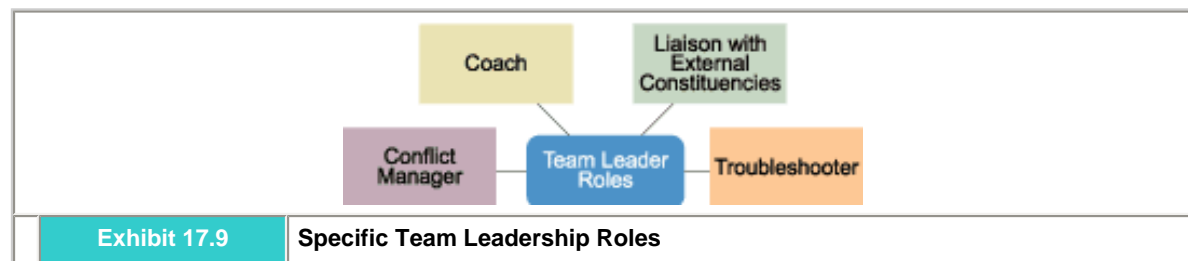 Coach
Liaison with
External
Constituencies
Conflict
Manager
Team Leader
Roles
Troubleshooter
Exhibit 17.9
Specific Team Leadership Roles